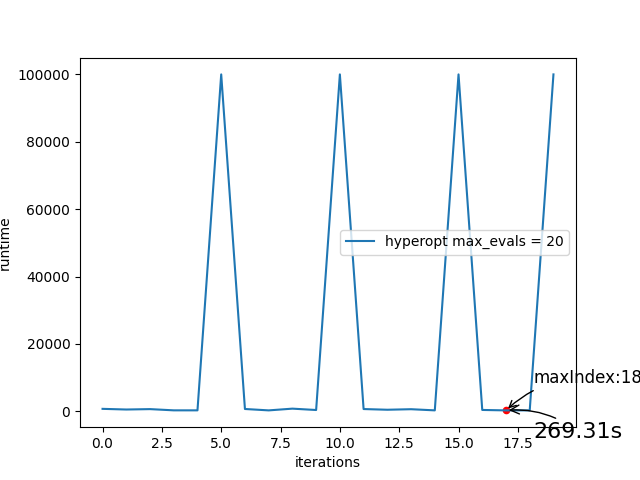 100000
80000
60000
40000
20000
0
runtime
hyperopt max_evals = 20
maxIndex:18
269.31s
0.0 2.5 5.0 7.5 10.0 12.5 15.0 17.5
iterations